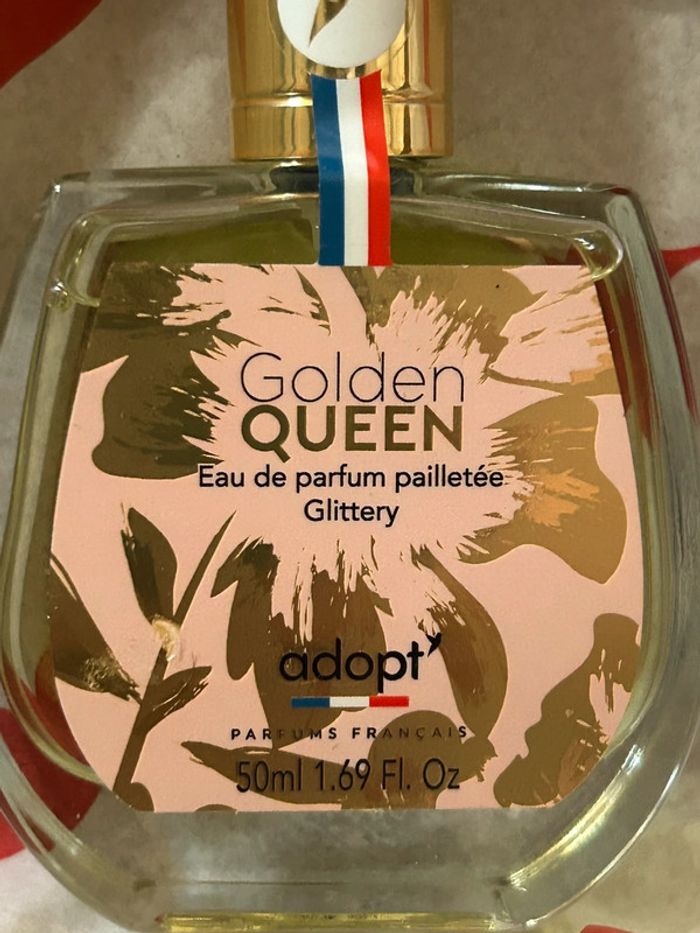 Golden
QUEEN
Eau de parfum pailletée
Glittery
adopt'
PARFUMS FRANÇAIS
50ml 1.69 Fl. Oz